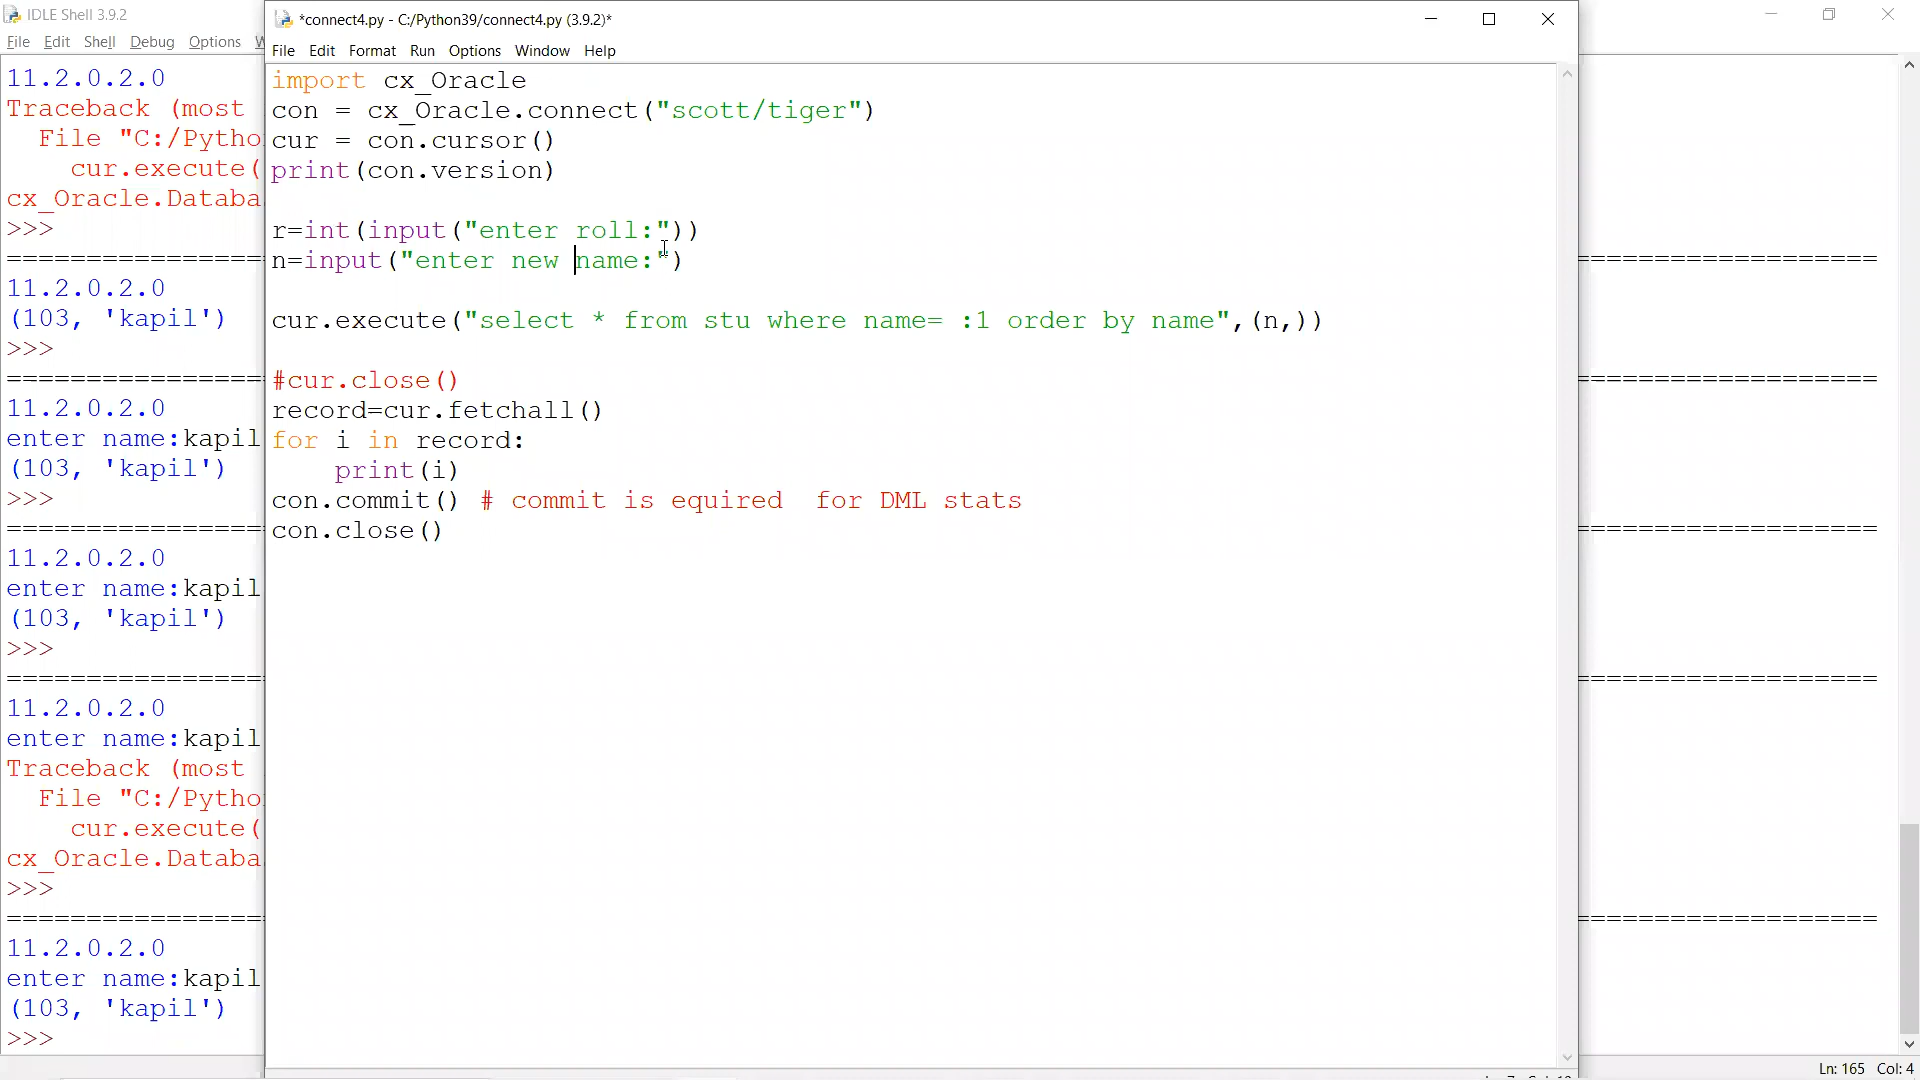 IDLE Shell 3.9.2
File Edit Shell Debug Options W
11.2.0.2.0
Traceback (most
File "C:/Pytho
cur.execute(
cx_Oracle.Databa
>>>
11.2.0.2.0
(103, 'kapil')
>>>
11.2.0.2.0
enter name:kapil
(103, 'kapil')
>>>
11.2.0.2.0
enter name:kapil
(103, 'kapil')
>>>
11.2.0.2.0
enter name:kapil
Traceback (most
File "C:/Pytho
cur.execute(
cx_Oracle.Databa
>>>
11.2.0.2.0
enter name:kapil
(103, 'kapil')
>>>
*connect4.py - C:/Python39/connect4.py (3.9.2)*
File Edit Format Run Options Window Help
import cx_Oracle
con = cx_Oracle.connect("scott/tiger")
cur = con.cursor()
print(con.version)
r=int(input("enter roll:"))
n=input("enter new name:")
cur.execute("select * from stu where name= :1 order by name",(n,))
#cur.close()
record=cur.fetchall()
for i in record:
print(i)
con.commit() # commit is equired  for DML stats
con.close()
Ln: 165 Col: 4